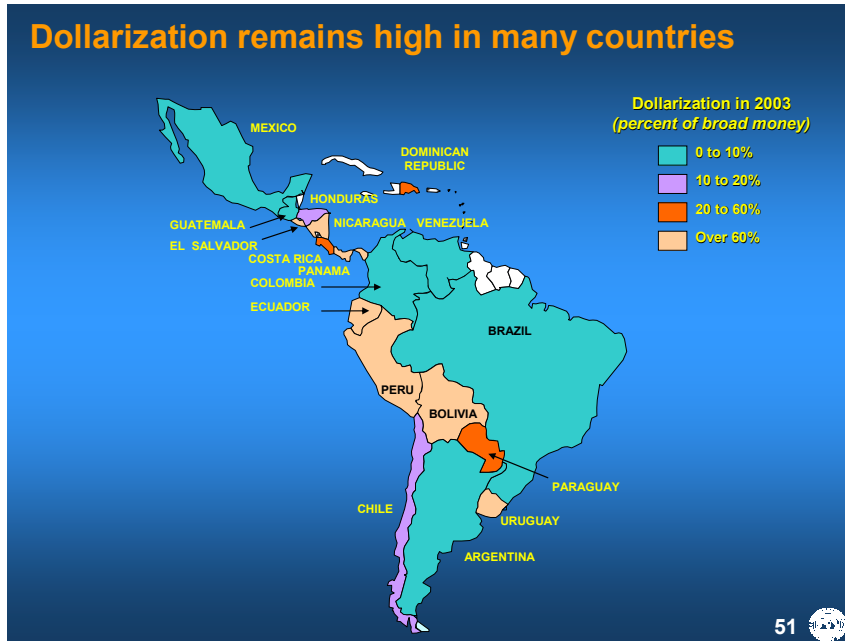 Dollarization remains high in many countries
Dollarization in 2003
(percent of broad money)
0 to 10%
10 to 20%
20 to 60%
Over 60%
MEXICO
DOMINICAN
REPUBLIC
HONDURAS
GUATEMALA
NICARAGUA
VENEZUELA
EL SALVADOR
COSTA RICA
PANAMA
COLOMBIA
ECUADOR
BRAZIL
PERU
BOLIVIA
PARAGUAY
CHILE
URUGUAY
ARGENTINA
51